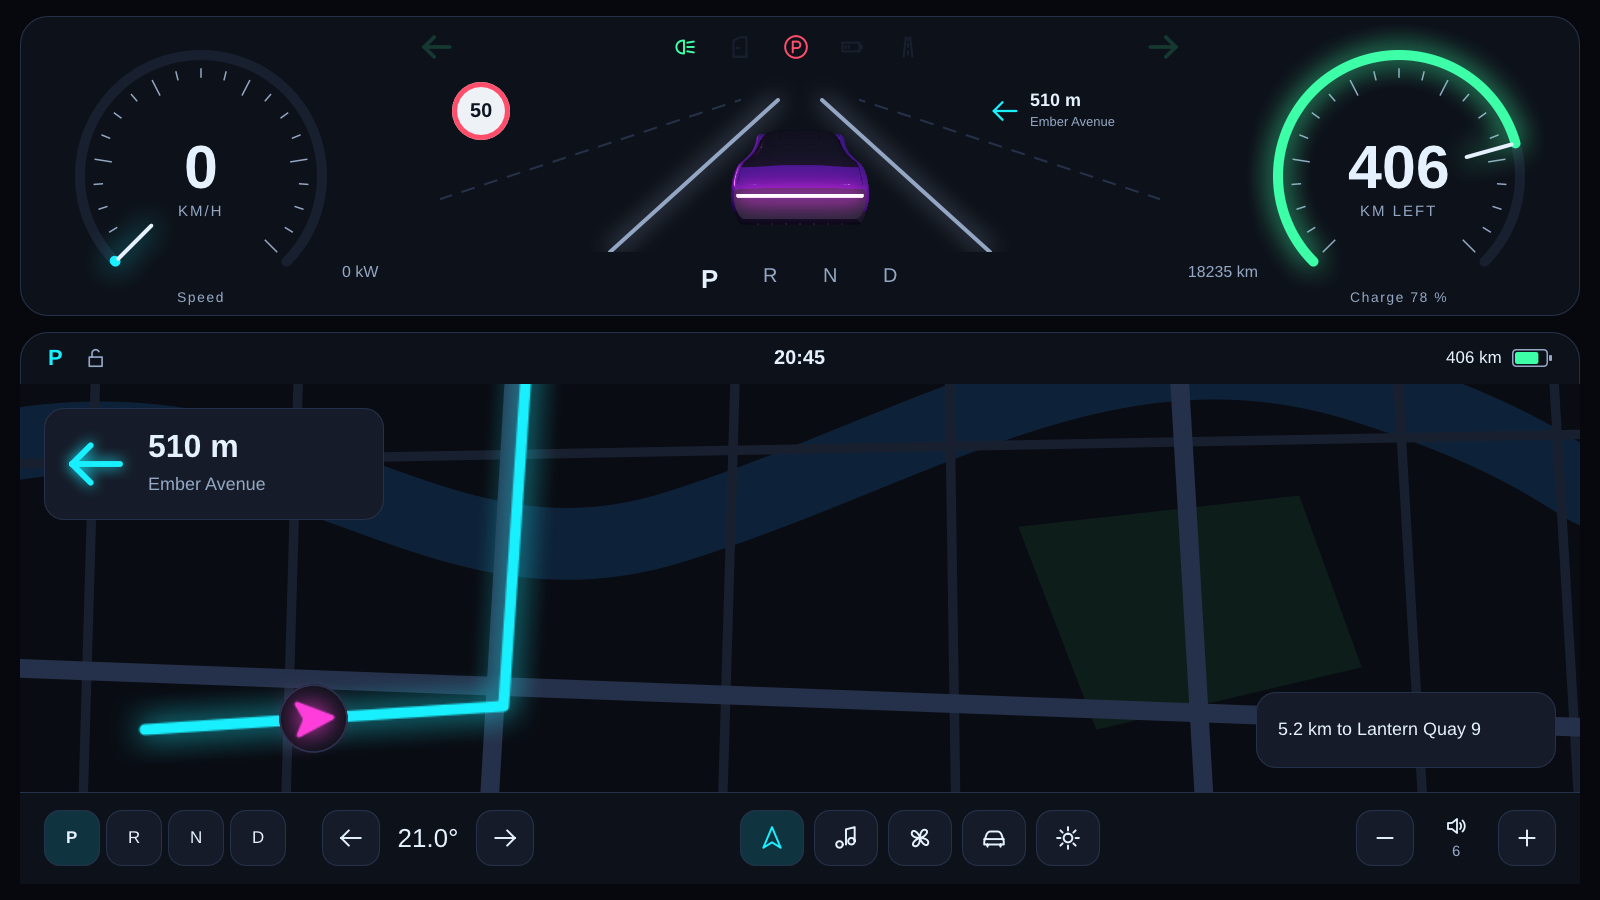 0
KM/H
Speed
0 kW
50
P
510 m
Ember Avenue
P R N D
406
KM LEFT
18235 km
Charge 78 %
P
20:45
406 km
510 m
Ember Avenue
5.2 km to Lantern Quay 9
P R N D
21.0°
6